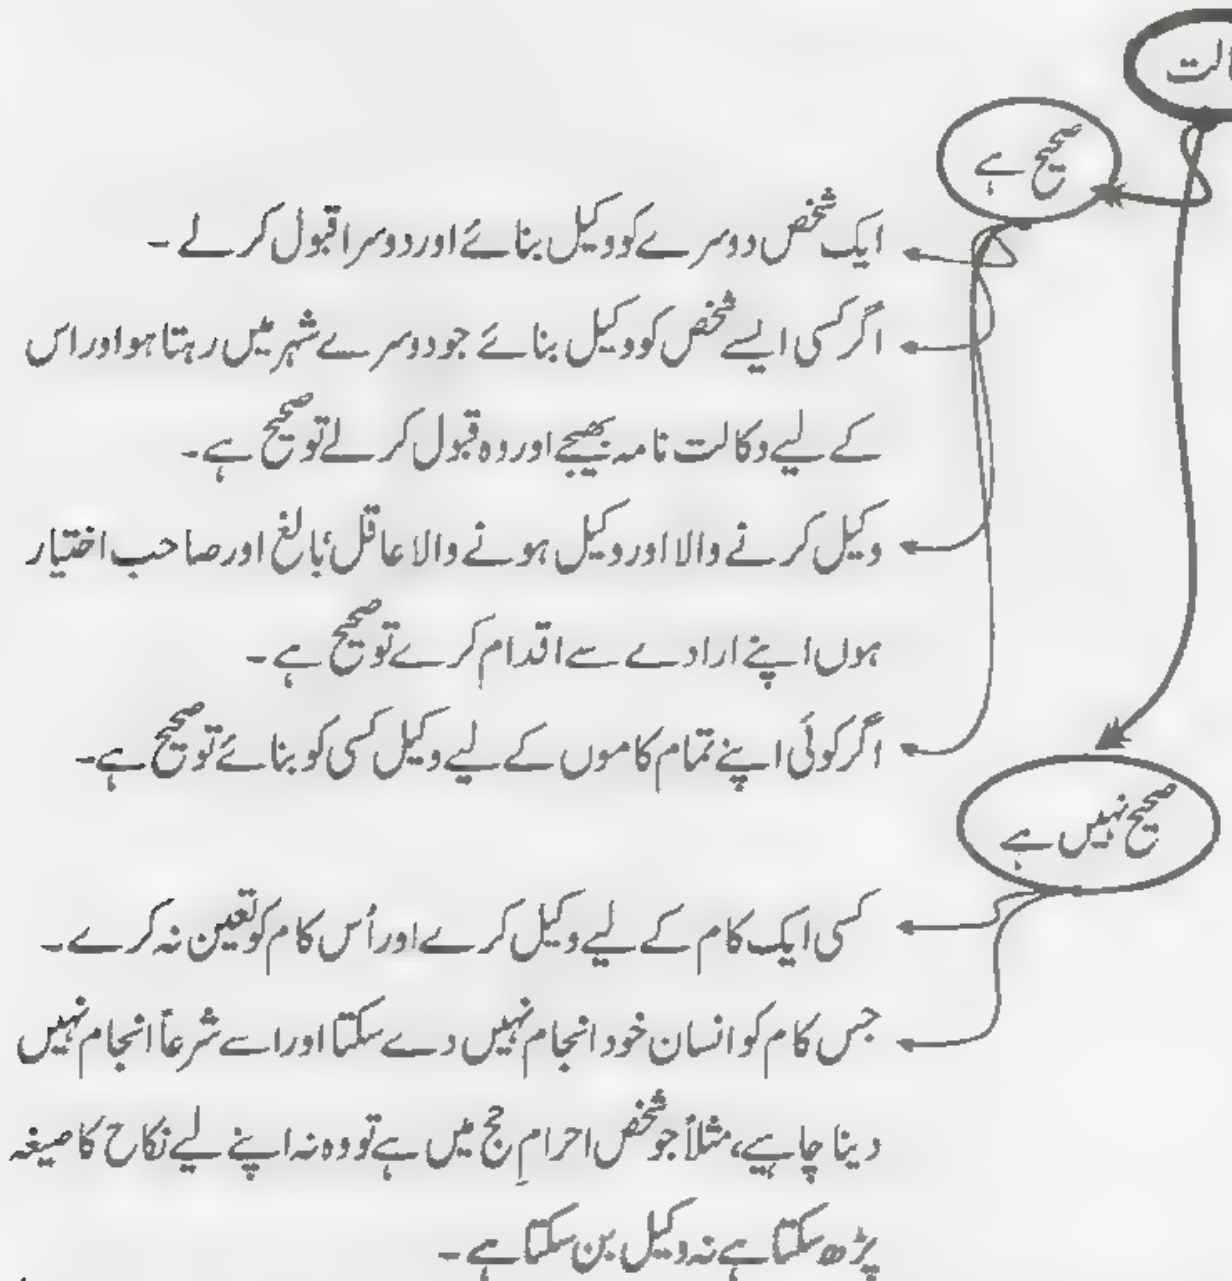 صحیح ہے
ایک شخص دوسرے کو وکیل بنائے اور دوسرا قبول کر لے ۔
اگر کسی ایسے شخص کو وکیل بنائے جو دوسرے شہر میں رہتا ہو اور اس
کے لیے وکالت نامہ بھیجے اور وہ قبول کر لے تو صحیح ہے۔
وکیل کرنے والا اور وکیل ہونے والا عاقل، بالغ اور صاحب اختیار
ہوں اپنے ارادے سے اقدام کرے تو صحیح ہے ۔
اگر کوئی اپنے تمام کاموں کے لیے وکیل کسی کو بنائے تو صحیح ہے۔
صحیح نہیں ہے
کسی ایک کام کے لیے وکیل کرے اور اُس کام کو تعین نہ کرے ۔
جس کام کو انسان خود انجام نہیں دے سکتا اور اسے شرعاً انجام نہیں
دینا چاہیے، مثلاً جو شخص احرامِ حج میں ہے تو وہ نہ اپنے لیے نکاح کا صیغہ
پڑھ سکتا ہے نہ وکیل بن سکتا ہے ۔